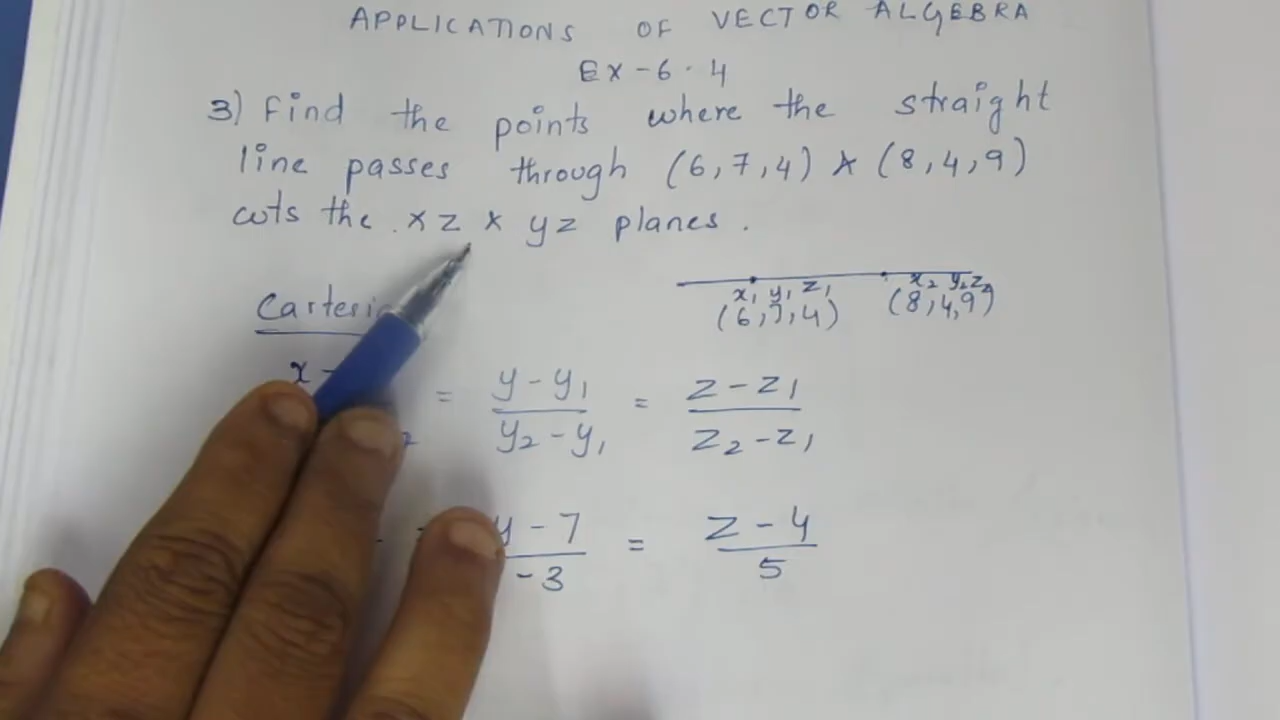 APPLICATIONS OF VECTOR ALGEBRA
EX-6.4
3) Find the points where the straight
line passes through (6,7,4) & (8,4,9)
cuts the xz & yz planes.
x₁ y₁ z₁ x₂ y₂ z₂
(6,7,4) (8,4,9)
x - = y - y₁ / y₂ - y₁ = z - z₁ / z₂ - z₁
y - 7 / -3 = z - 4 / 5